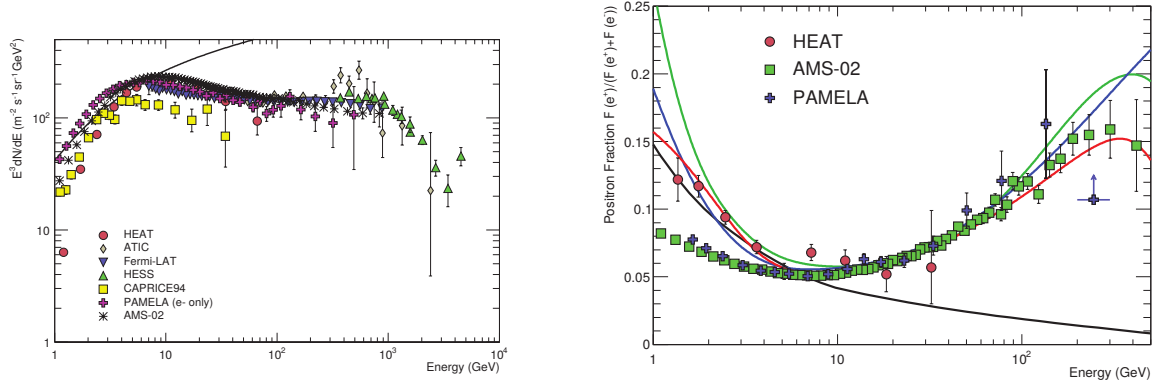 E³dN/dE (m⁻² s⁻¹ sr⁻¹ GeV²)
10²
10
1
HEAT
ATIC
Fermi-LAT
HESS
CAPRICE94
PAMELA (e- only)
AMS-02
1 10 10² 10³ 10⁴
Energy (GeV)
Positron Fraction F (e⁺)/(F (e⁺)+F (e⁻))
0.25
0.2
0.15
0.1
0.05
0
HEAT
AMS-02
PAMELA
1 10 10²
Energy (GeV)